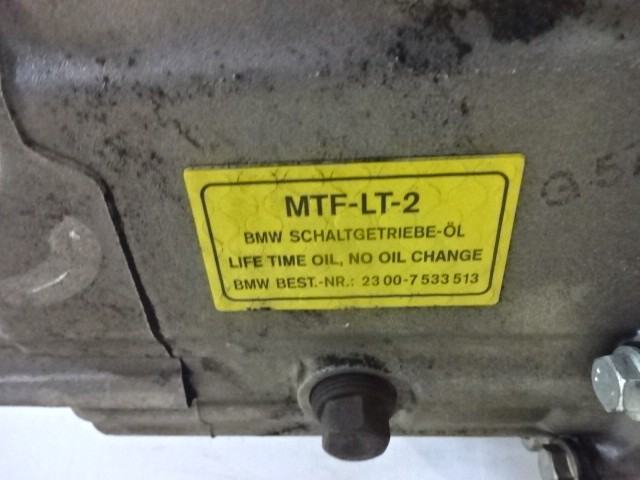 MTF-LT-2
BMW SCHALTGETRIEBE-ÖL
LIFE TIME OIL, NO OIL CHANGE
BMW BEST.-NR.: 23 00-7 533 513